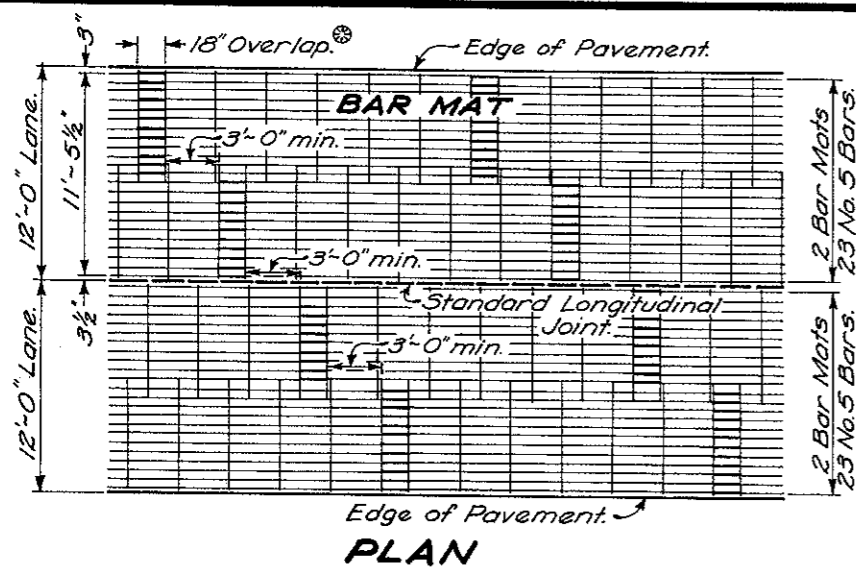 3"
18" Overlap.
Edge of Pavement.
BAR MAT
12'~0" Lane.
11'~5½"
3'~0" min.
2 Bar Mats
23 No. 5 Bars.
3'~0" min.
Standard Longitudinal
Joint.
3½"
3'~0" min.
12'~0" Lane.
2 Bar Mats
23 No. 5 Bars.
Edge of Pavement.
PLAN